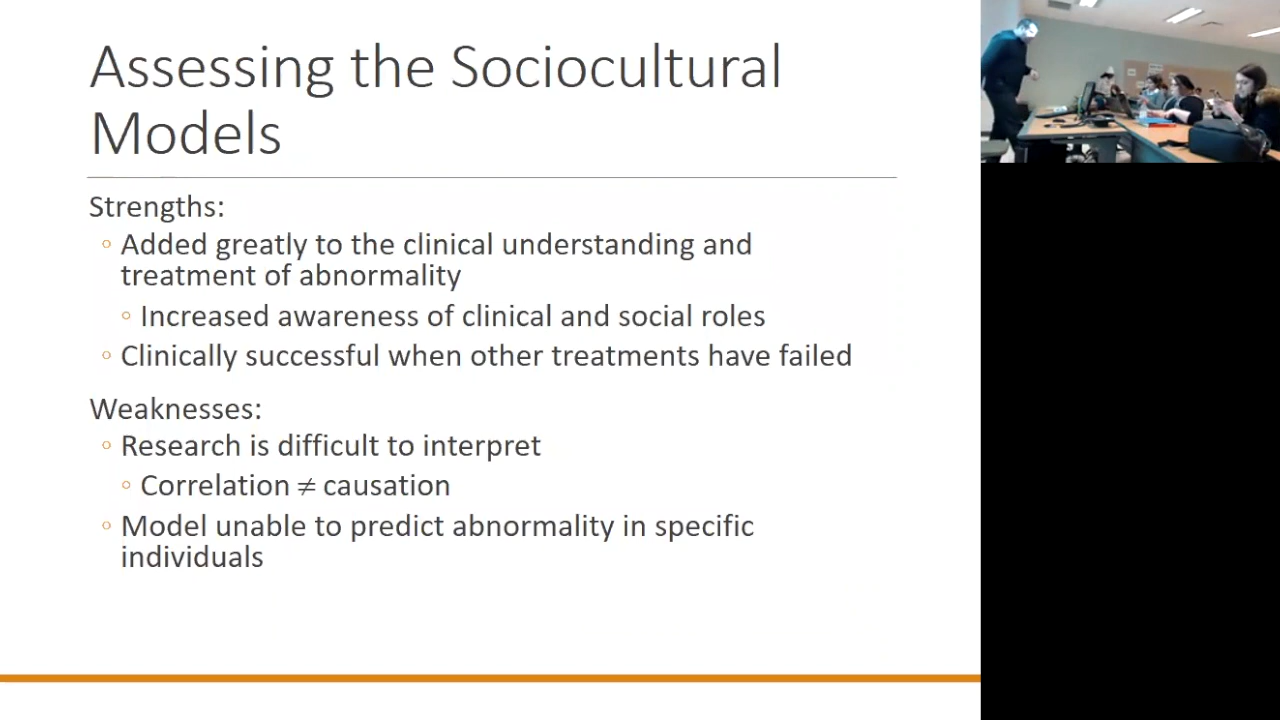 Assessing the Sociocultural
Models
Strengths:
◦ Added greatly to the clinical understanding and
treatment of abnormality
◦ Increased awareness of clinical and social roles
◦ Clinically successful when other treatments have failed
Weaknesses:
◦ Research is difficult to interpret
◦ Correlation ≠ causation
◦ Model unable to predict abnormality in specific
individuals